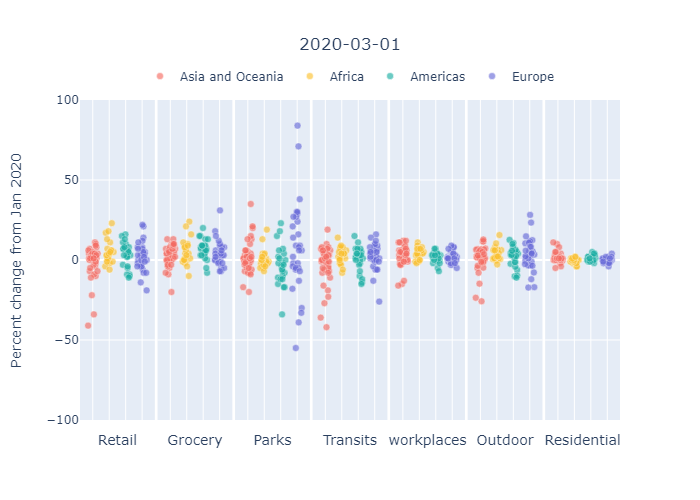 2020-03-01
Asia and Oceania Africa Americas Europe
Percent change from Jan 2020
100
50
0
−50
−100
Retail Grocery Parks Transits workplaces Outdoor Residential